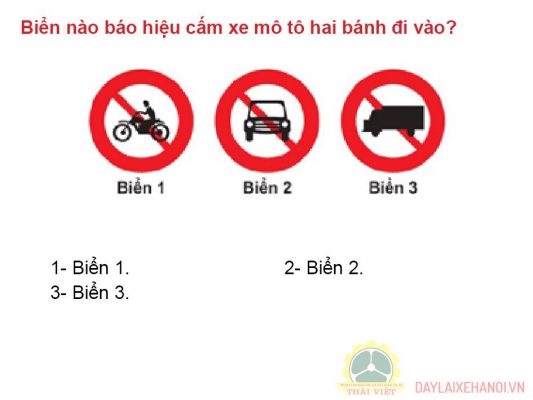 Biển nào báo hiệu cấm xe mô tô hai bánh đi vào?
Biển 1 Biển 2 Biển 3
1- Biển 1. 2- Biển 2.
3- Biển 3.
THÁI VIỆT
DAYLAIXEHANOI.VN